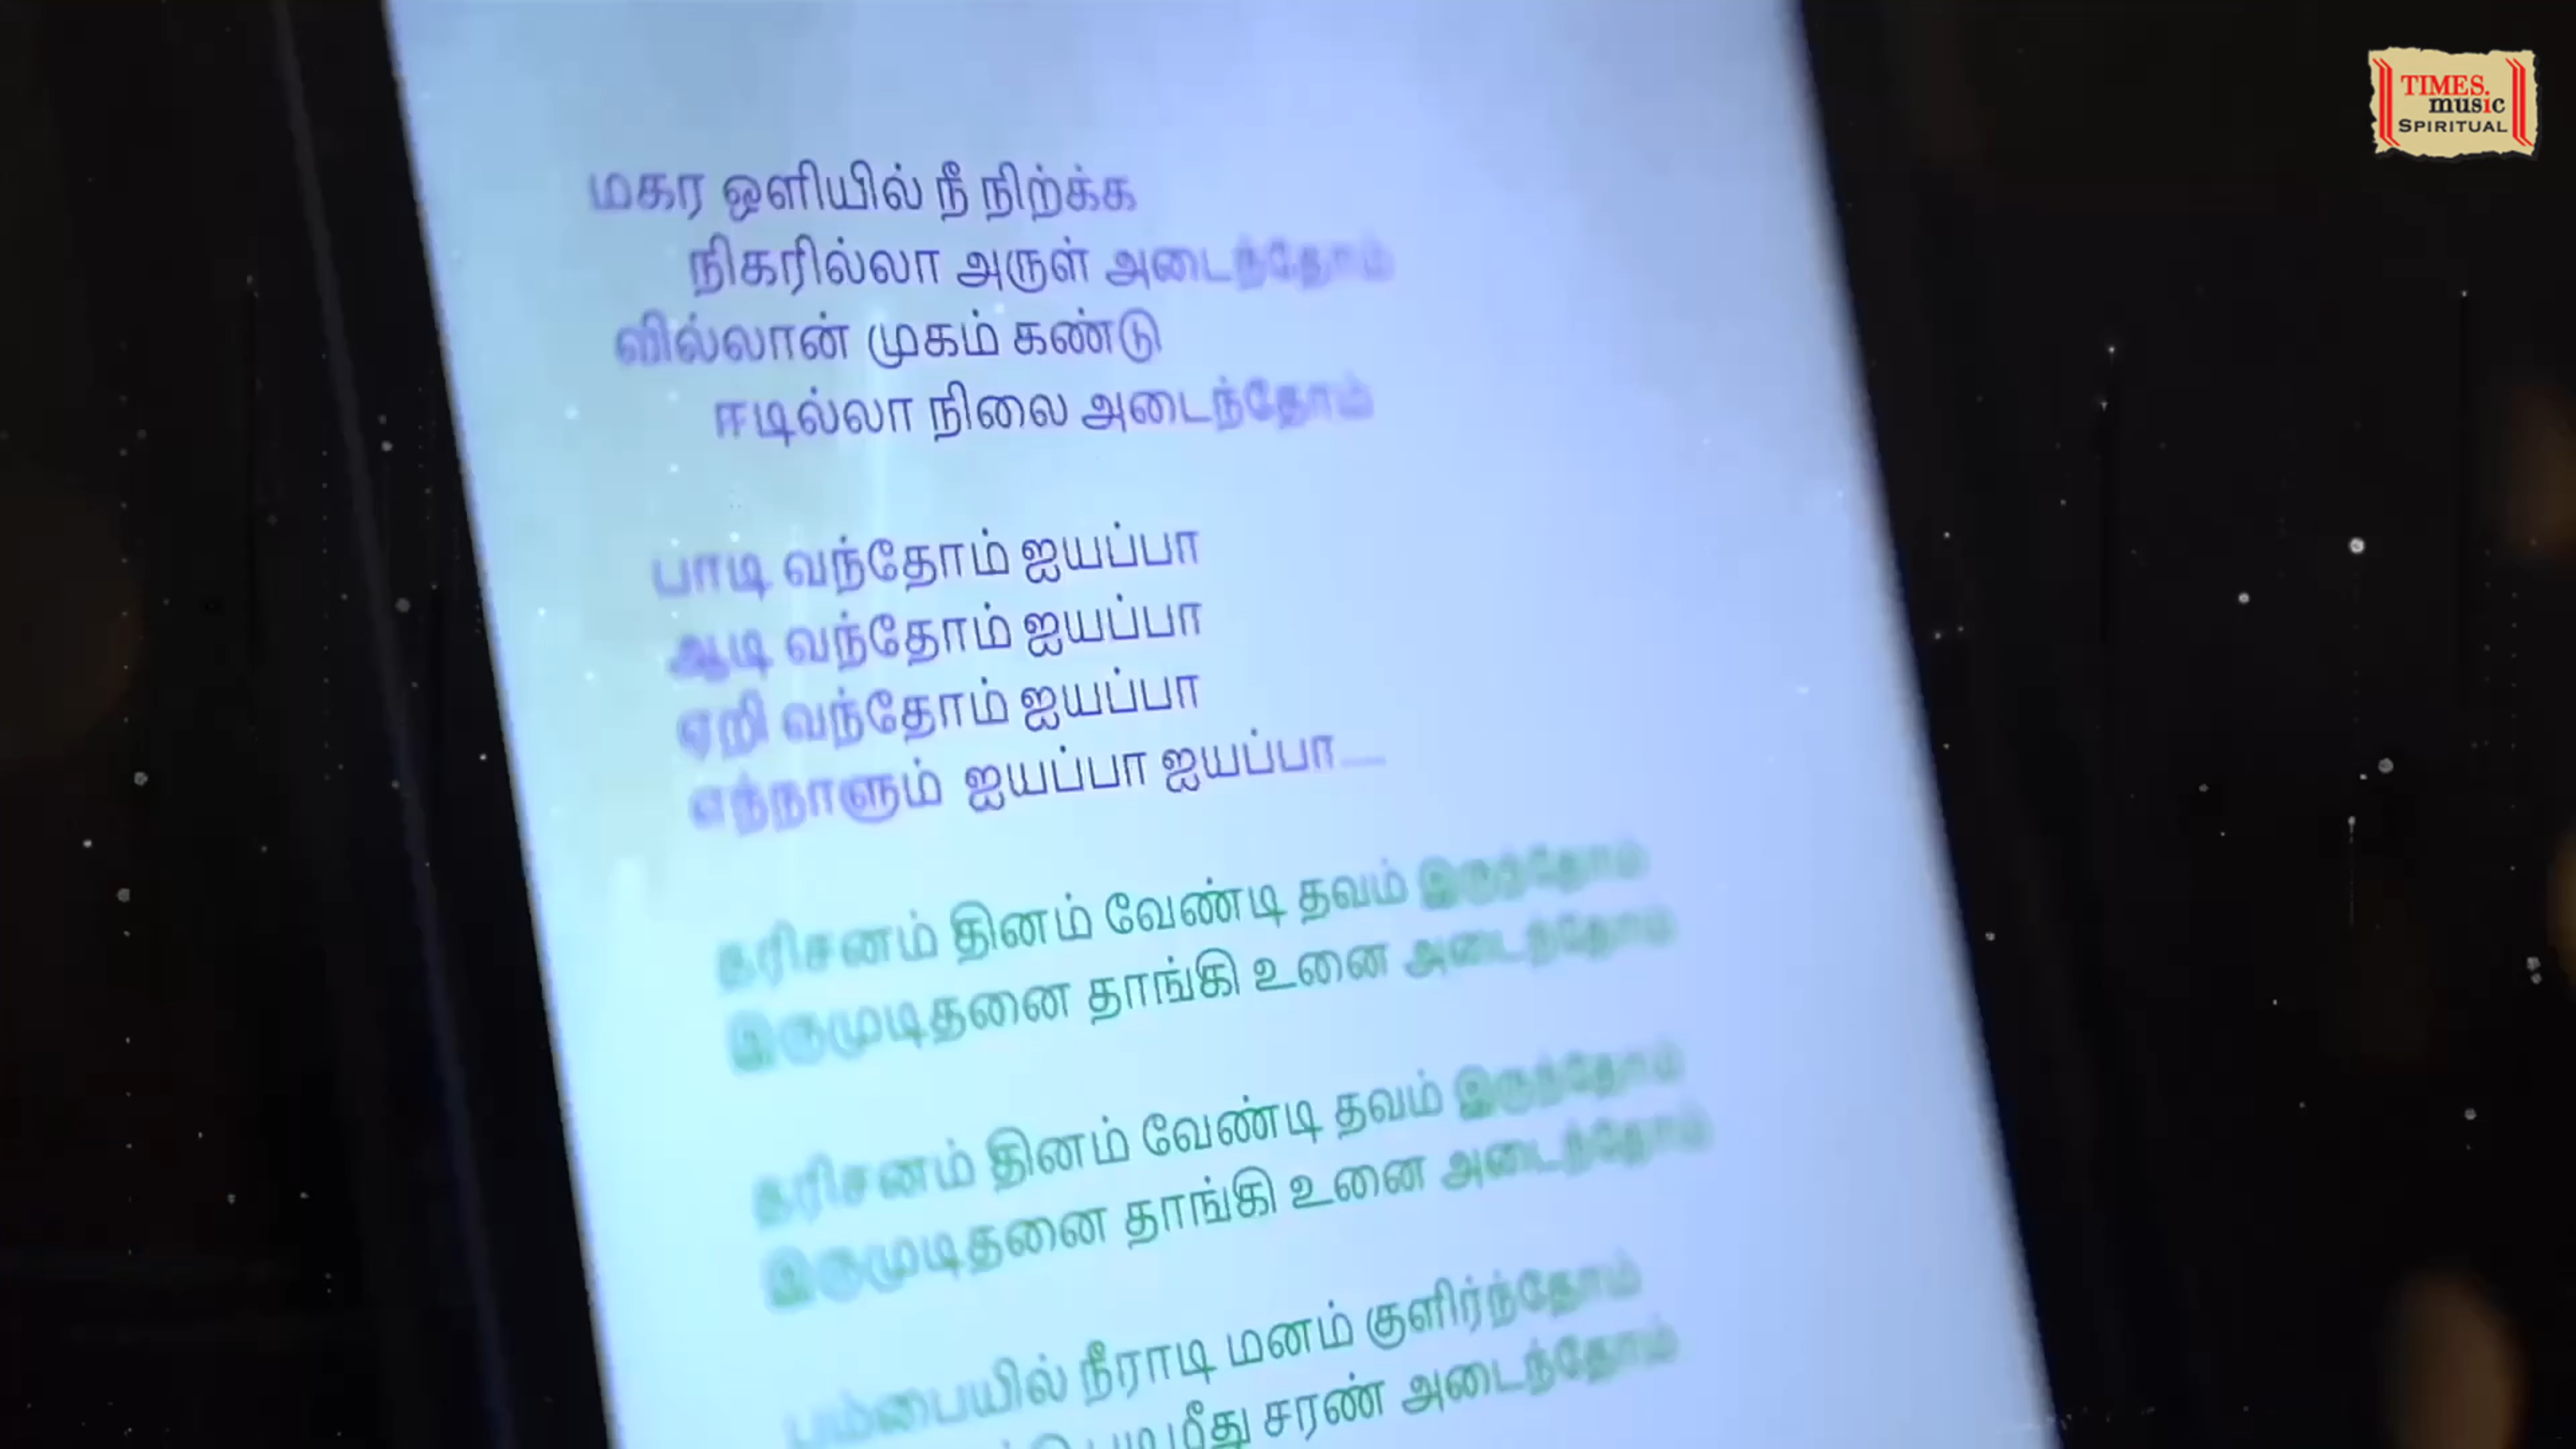 TIMES.
music
SPIRITUAL
மகர ஒளியில் நீ நிற்க்க
நிகரில்லா அருள் அடைந்தோம்
வில்லான் முகம் கண்டு
ஈடில்லா நிலை அடைந்தோம்
பாடி வந்தோம் ஐயப்பா
ஆடி வந்தோம் ஐயப்பா
ஏறி வந்தோம் ஐயப்பா
எந்நாளும் ஐயப்பா ஐயப்பா.....
தரிசனம் தினம் வேண்டி தவம் இருந்தோம்
இருமுடிதனை தாங்கி உனை அடைந்தோம்
தரிசனம் தினம் வேண்டி தவம் இருந்தோம்
இருமுடிதனை தாங்கி உனை அடைந்தோம்
பம்பையில் நீராடி மனம் குளிர்ந்தோம்
மீது சரண் அடைந்தோம்